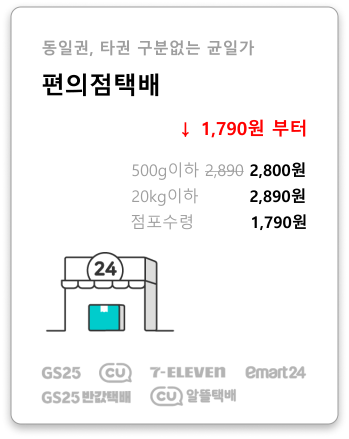 동일권, 타권 구분없는 균일가
편의점택배
↓ 1,790원 부터
500g이하 2,890 2,800원
20kg이하 2,890원
점포수령 1,790원
24
GS25 CU 7-ELEVEN emart24
GS25 반값택배 CU 알뜰택배